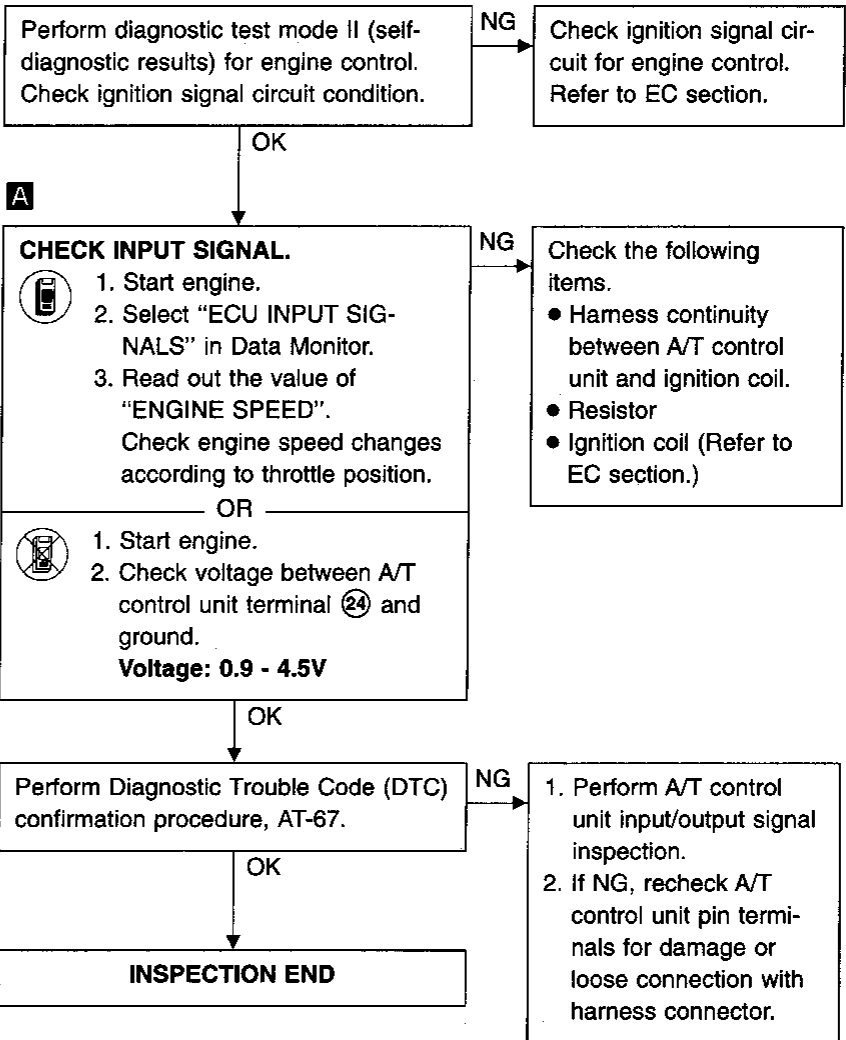 Perform diagnostic test mode II (self-
diagnostic results) for engine control.
Check ignition signal circuit condition.
NG
Check ignition signal cir-
cuit for engine control.
Refer to EC section.
OK
A
CHECK INPUT SIGNAL.
1. Start engine.
2. Select “ECU INPUT SIG-
NALS” in Data Monitor.
3. Read out the value of
“ENGINE SPEED”.
Check engine speed changes
according to throttle position.
OR
1. Start engine.
2. Check voltage between A/T
control unit terminal 24 and
ground.
Voltage: 0.9 - 4.5V
NG
Check the following
items.
● Harness continuity
between A/T control
unit and ignition coil.
● Resistor
● Ignition coil (Refer to
EC section.)
OK
Perform Diagnostic Trouble Code (DTC)
confirmation procedure, AT-67.
NG
1. Perform A/T control
unit input/output signal
inspection.
2. If NG, recheck A/T
control unit pin termi-
nals for damage or
loose connection with
harness connector.
OK
INSPECTION END